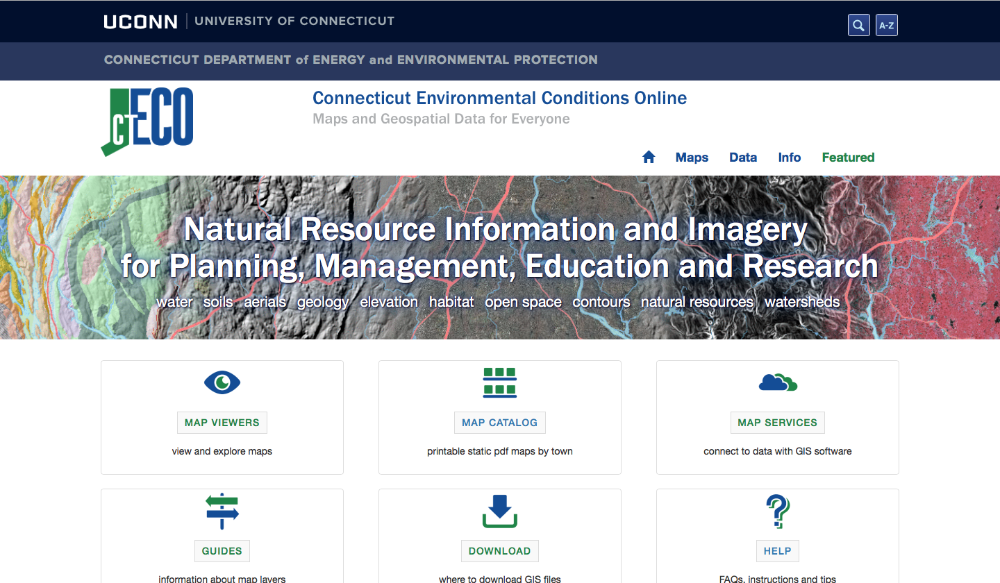 UCONN UNIVERSITY OF CONNECTICUT
A-Z
CONNECTICUT DEPARTMENT of ENERGY and ENVIRONMENTAL PROTECTION
CT ECO
Connecticut Environmental Conditions Online
Maps and Geospatial Data for Everyone
Maps Data Info Featured
Natural Resource Information and Imagery
for Planning, Management, Education and Research
water soils aerials geology elevation habitat open space contours natural resources watersheds
MAP VIEWERS
view and explore maps
MAP CATALOG
printable static pdf maps by town
MAP SERVICES
connect to data with GIS software
GUIDES
information about map layers
DOWNLOAD
where to download GIS files
HELP
FAQs, instructions and tips